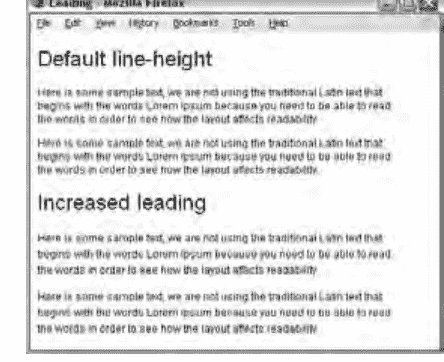 Leading - Mozilla Firefox
File Edit View History Bookmarks Tools Help
Default line-height
Here is some sample text, we are not using the traditional Latin text that
begins with the words Lorem Ipsum because you need to be able to read
the words in order to see how the layout affects readability.
Here is some sample text, we are not using the traditional Latin text that
begins with the words Lorem Ipsum because you need to be able to read
the words in order to see how the layout affects readability.
Increased leading
Here is some sample text, we are not using the traditional Latin text that
begins with the words Lorem Ipsum because you need to be able to read
the words in order to see how the layout affects readability.
Here is some sample text, we are not using the traditional Latin text that
begins with the words Lorem Ipsum because you need to be able to read
the words in order to see how the layout affects readability.